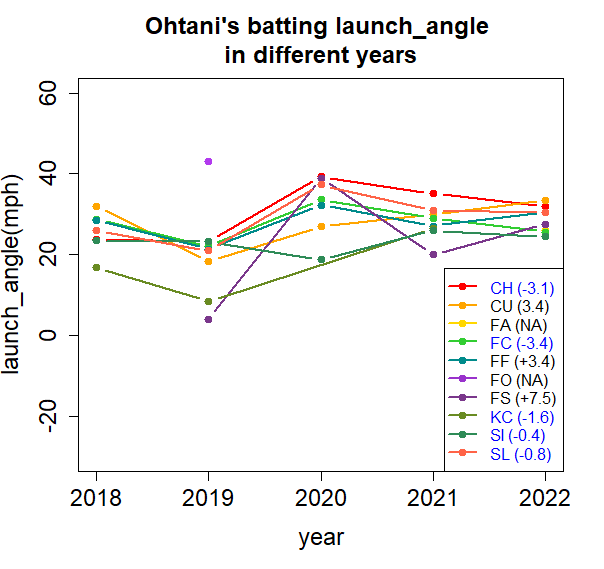 Ohtani's batting launch_angle
in different years
launch_angle(mph)
60
40
20
0
-20
CH (-3.1)
CU (3.4)
FA (NA)
FC (-3.4)
FF (+3.4)
FO (NA)
FS (+7.5)
KC (-1.6)
SI (-0.4)
SL (-0.8)
2018 2019 2020 2021 2022
year